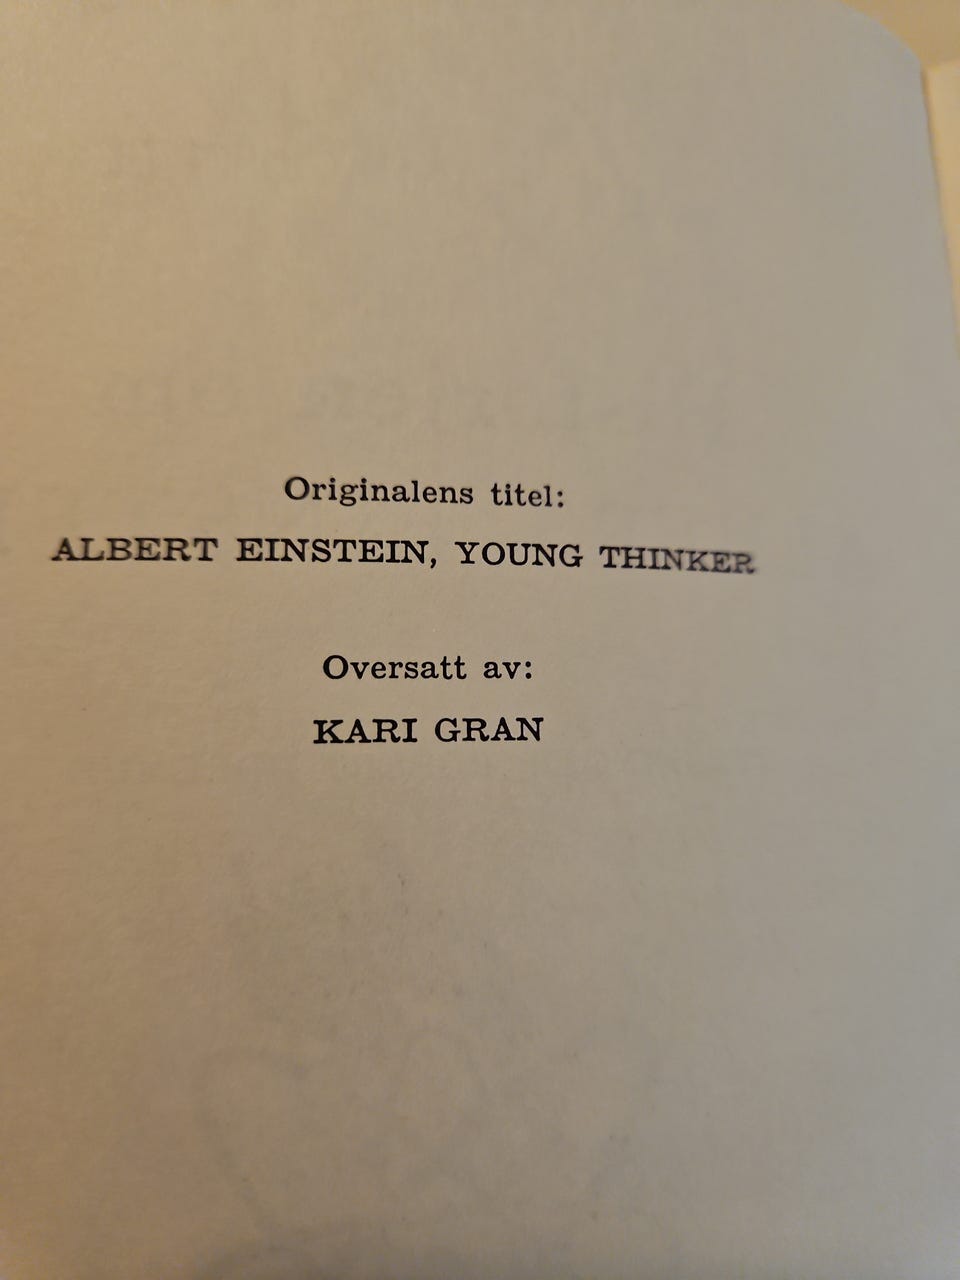 Originalens titel:
ALBERT EINSTEIN, YOUNG THINKER
Oversatt av:
KARI GRAN